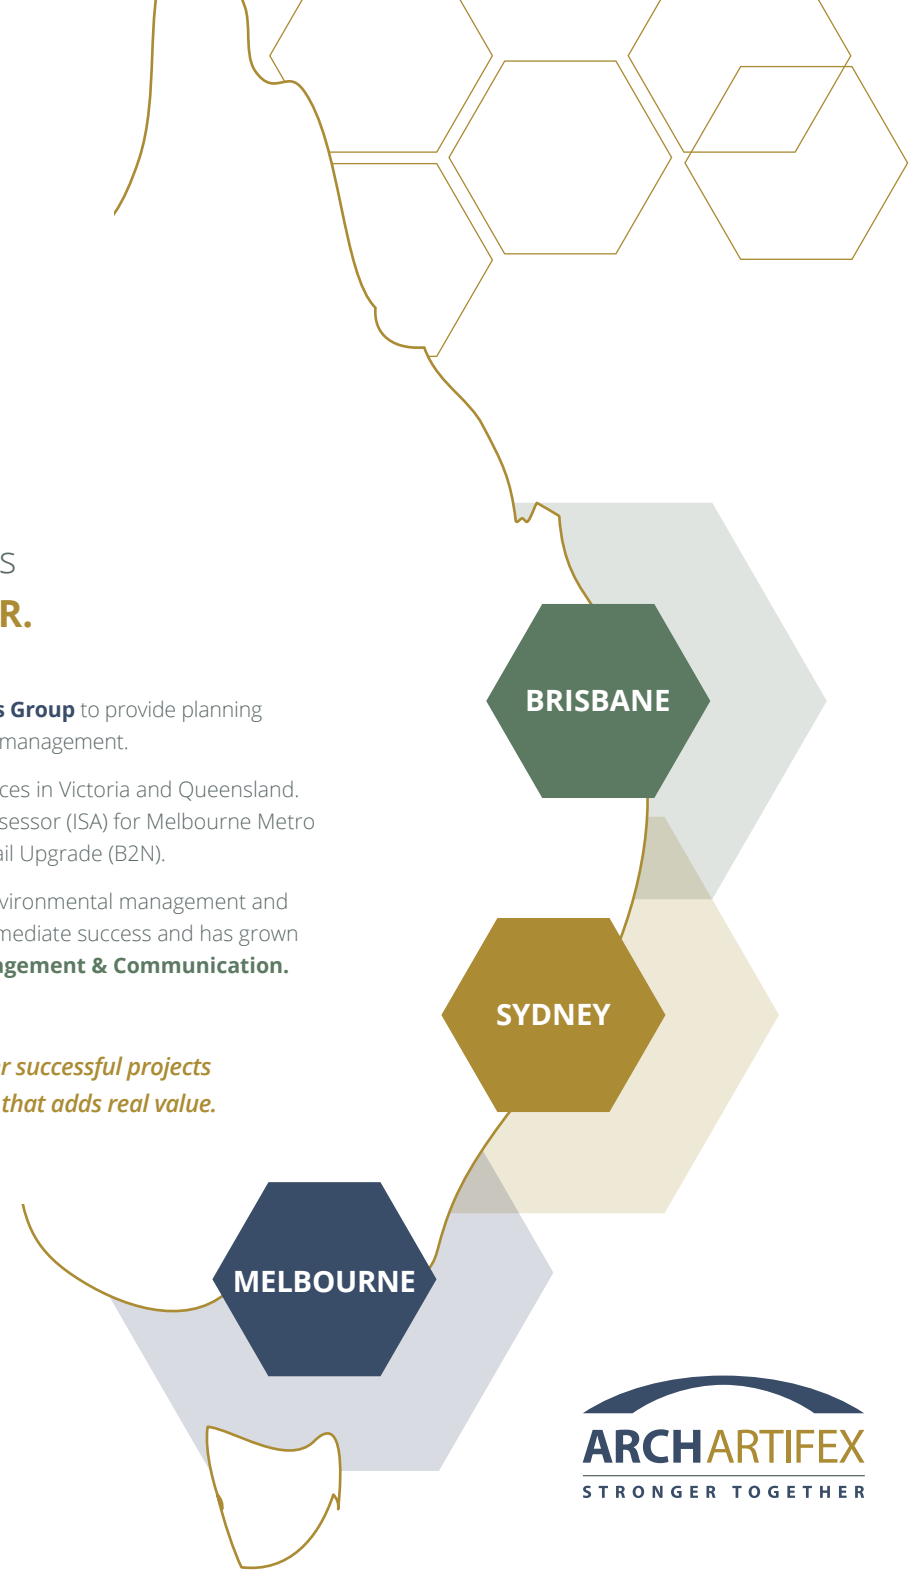 S
R.
s Group to provide planning
management.
ces in Victoria and Queensland.
sessor (ISA) for Melbourne Metro
ail Upgrade (B2N).
vironmental management and
mediate success and has grown
agement & Communication.
r successful projects
that adds real value.
BRISBANE
SYDNEY
MELBOURNE
ARCHARTIFEX
STRONGER TOGETHER